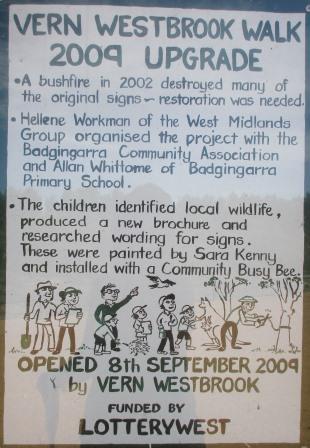 VERN WESTBROOK WALK
2009 UPGRADE
• A bushfire in 2002 destroyed many of
the original signs - restoration was needed.
• Hellene Workman of the West Midlands
Group organised the project with the
Badgingarra Community Association
and Allan Whittome of Badgingarra
Primary School.
• The children identified local wildlife,
produced a new brochure and
researched wording for signs.
These were painted by Sara Kenny
and installed with a Community Busy Bee.
OPENED 8th SEPTEMBER 2009
by VERN WESTBROOK
FUNDED BY
LOTTERYWEST